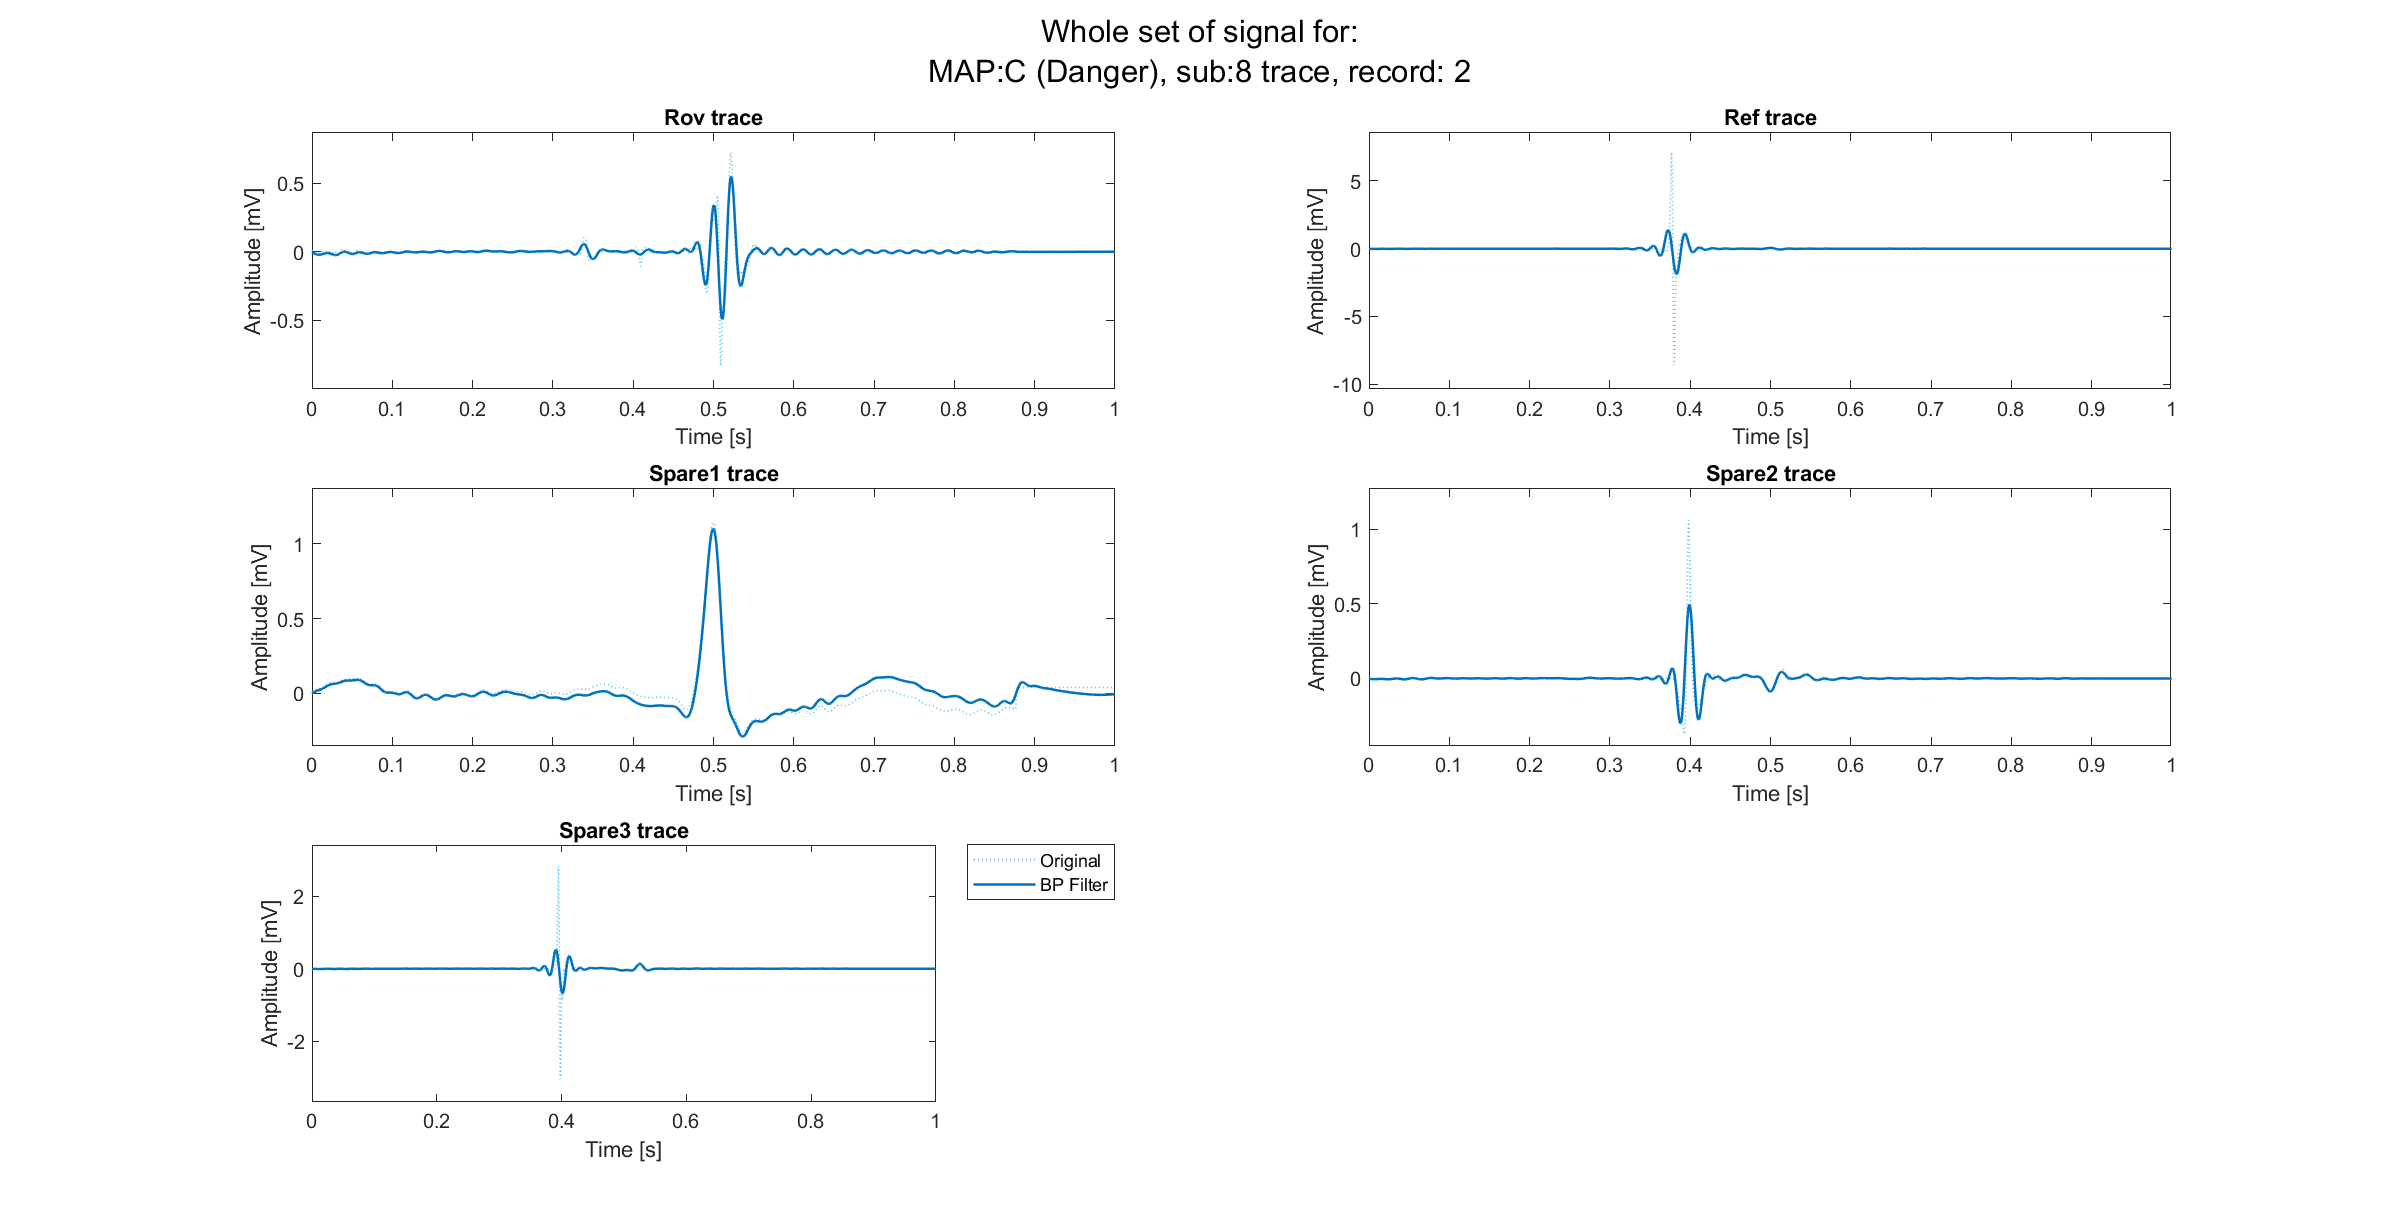 Whole set of signal for:
MAP:C (Danger), sub:8 trace, record: 2
Rov trace
Amplitude [mV]
0.5
0
-0.5
0 0.1 0.2 0.3 0.4 0.5 0.6 0.7 0.8 0.9 1
Time [s]
Ref trace
Amplitude [mV]
5
0
-5
-10
0 0.1 0.2 0.3 0.4 0.5 0.6 0.7 0.8 0.9 1
Time [s]
Spare1 trace
Amplitude [mV]
1
0.5
0
0 0.1 0.2 0.3 0.4 0.5 0.6 0.7 0.8 0.9 1
Time [s]
Spare2 trace
Amplitude [mV]
1
0.5
0
0 0.1 0.2 0.3 0.4 0.5 0.6 0.7 0.8 0.9 1
Time [s]
Spare3 trace
Amplitude [mV]
2
0
-2
0 0.2 0.4 0.6 0.8 1
Time [s]
Original
BP Filter